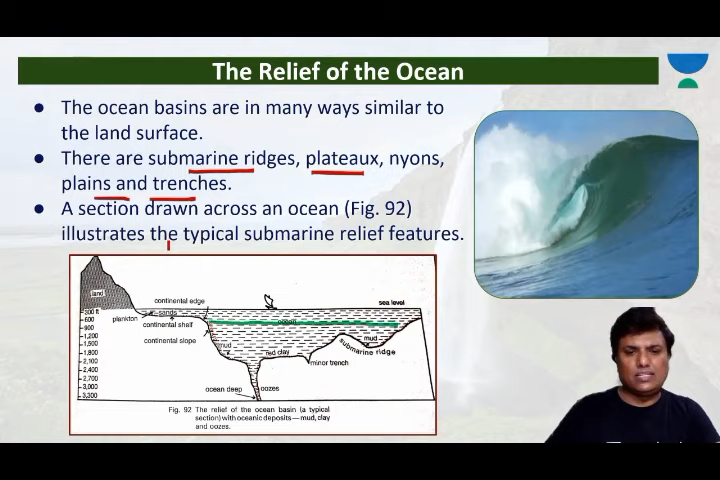 The Relief of the Ocean
● The ocean basins are in many ways similar to
the land surface.
● There are submarine ridges, plateaux, nyons,
plains and trenches.
● A section drawn across an ocean (Fig. 92)
illustrates the typical submarine relief features.
land
continental edge
sea level
300 ft
sands
600
plankton
continental shelf
900
1,200
continental slope
mud
mud
1,500
submarine ridge
1,800
red clay
2,100
minor trench
2,400
2,700
3,000
ocean deep
oozes
3,300
Fig. 92 The relief of the ocean basin (a typical
section) with oceanic deposits—mud, clay
and oozes.